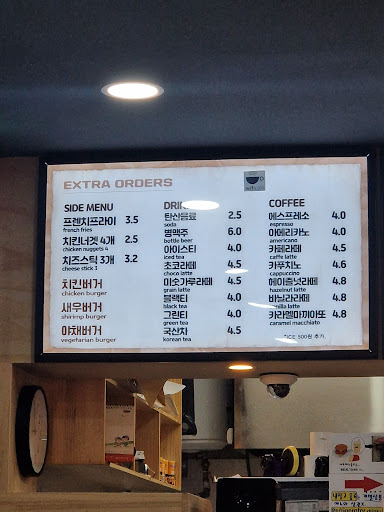 EXTRA ORDERS
SIDE MENU
프렌치프라이 3.5
french fries
치킨너겟 4개 2.5
chicken nuggets 4
치즈스틱 3개 3.2
cheese stick 3
치킨버거
chicken burger
새우버거
shrimp burger
야채버거
vegetarian burger
탄산음료 2.5
soda
병맥주 6.0
bottle beer
아이스티 4.0
iced tea
초코라떼 4.5
choco latte
미숫가루라떼 4.5
grain latte
블랙티 4.0
black tea
그린티 4.0
green tea
국산차 4.5
korean tea
COFFEE
에스프레소 4.0
espresso
아메리카노 4.0
americano
카페라떼 4.5
caffe latte
카푸치노 4.6
cappuccino
헤이즐넛라떼 4.8
hazelnut latte
바닐라라떼 4.8
vanilla latte
카라멜마끼아또 4.8
caramel macchiato
ICE 500원 추가